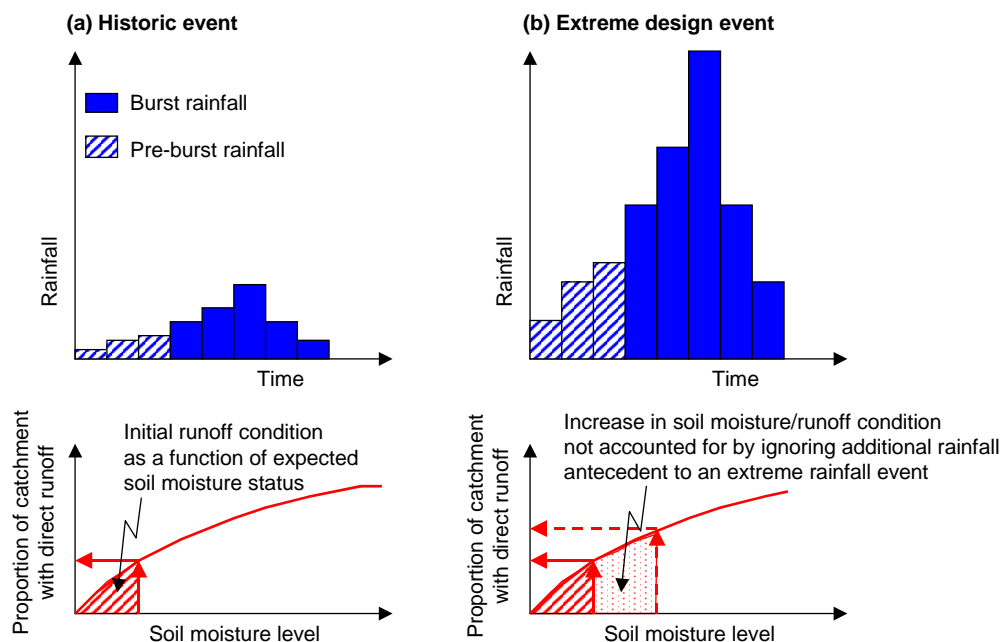 (a) Historic event
Burst rainfall
Pre-burst rainfall
Rainfall
Time
(b) Extreme design event
Rainfall
Time
Initial runoff condition
as a function of expected
soil moisture status
Proportion of catchment
with direct runoff
Soil moisture level
Increase in soil moisture/runoff condition
not accounted for by ignoring additional rainfall
antecedent to an extreme rainfall event
Proportion of catchment
with direct runoff
Soil moisture level